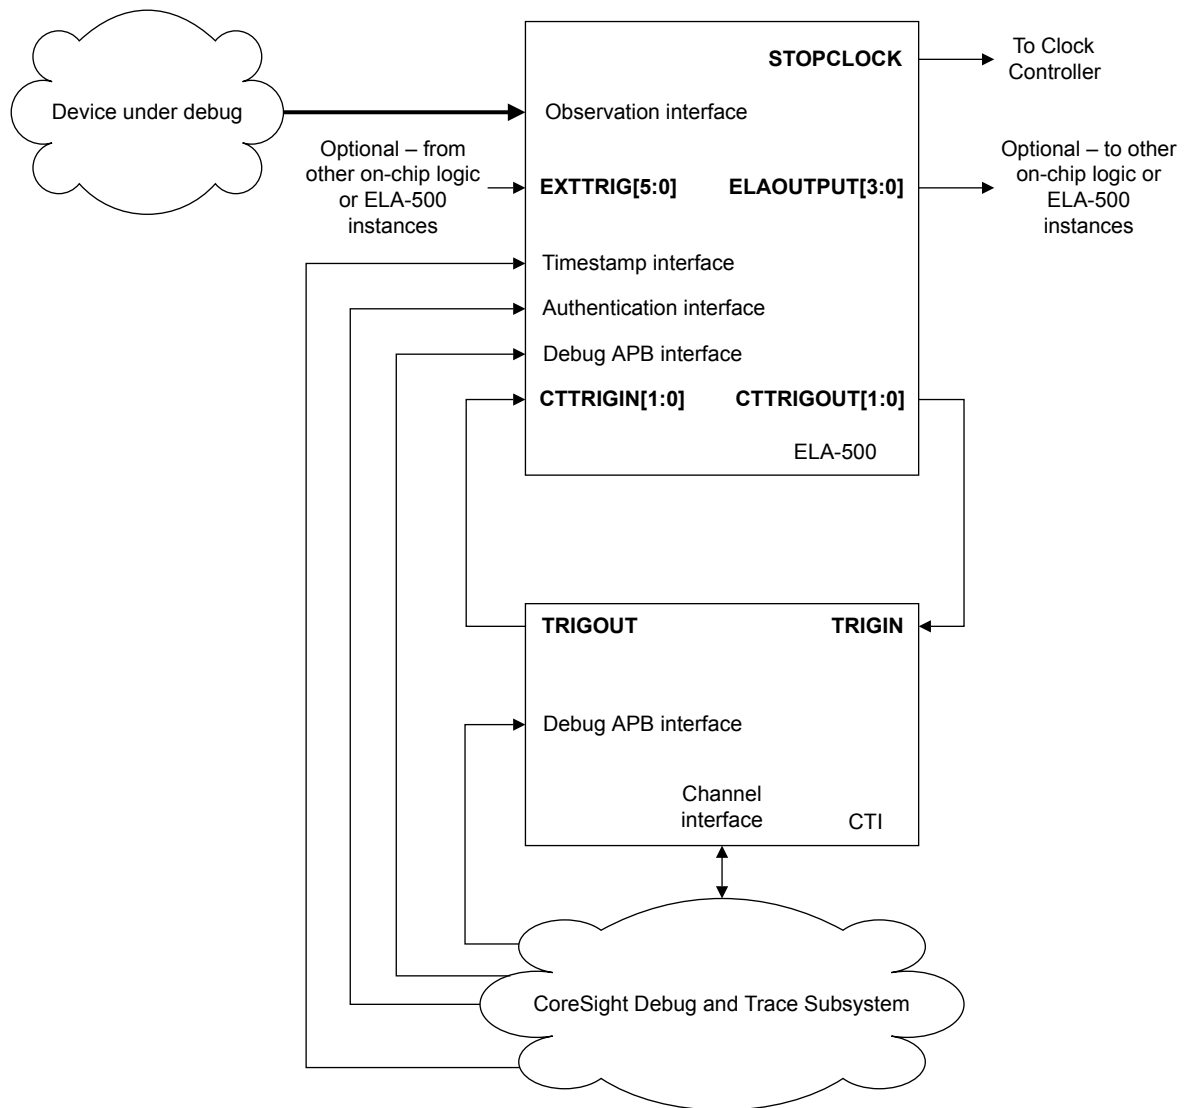 STOPCLOCK
To Clock
Controller
Device under debug
Observation interface
Optional – from
other on-chip logic
or ELA-500
instances
EXTTRIG[5:0]
ELAOUTPUT[3:0]
Optional – to other
on-chip logic or
ELA-500
instances
Timestamp interface
Authentication interface
Debug APB interface
CTTRIGIN[1:0]
CTTRIGOUT[1:0]
ELA-500
TRIGOUT
TRIGIN
Debug APB interface
Channel
interface
CTI
CoreSight Debug and Trace Subsystem